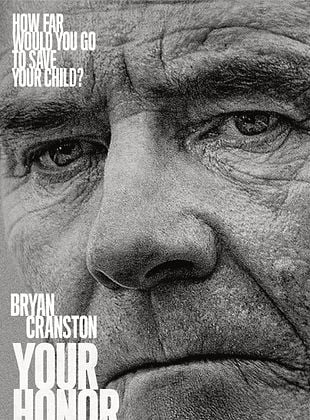 HOW FAR
WOULD YOU GO
TO SAVE
YOUR CHILD?
BRYAN
CRANSTON
YOUR
HONOR